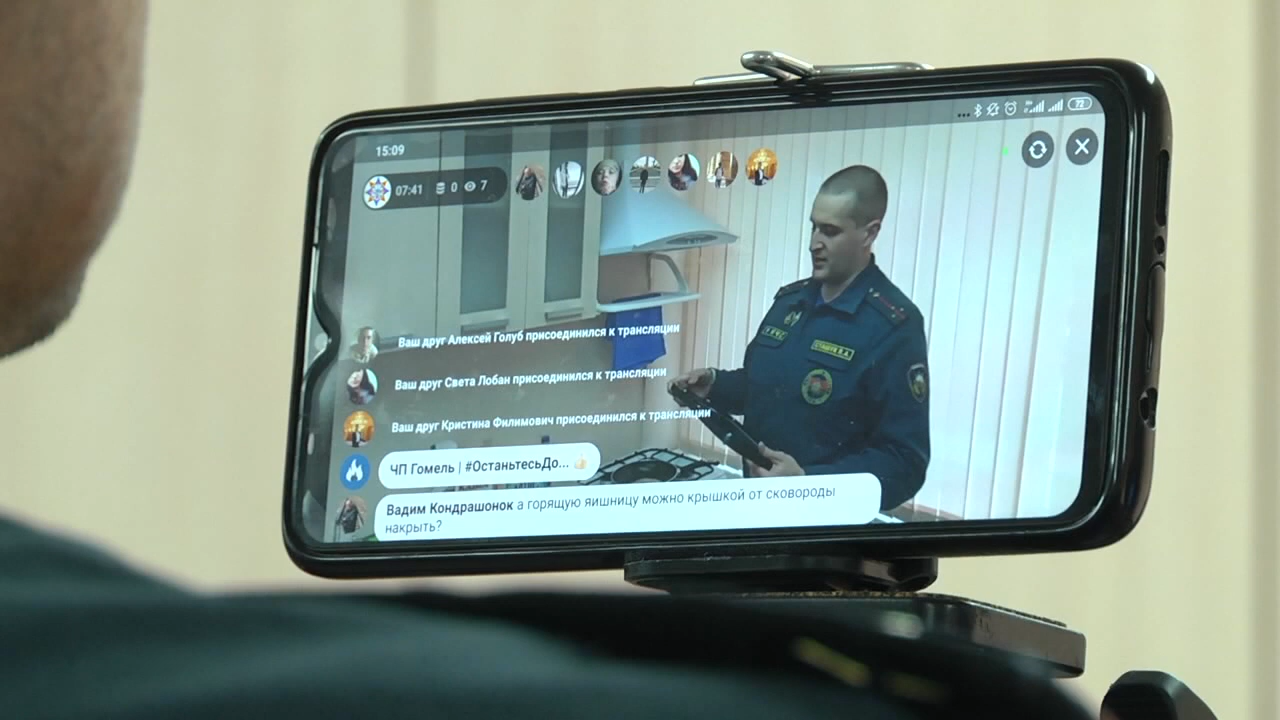 15:09
72
07:41 0 7
Ваш друг Алексей Голуб присоединился к трансляции
Ваш друг Света Лобан присоединился к трансляции
Ваш друг Кристина Филимович присоединился к трансляции
ЧП Гомель | #ОстаньтесьДо... 👍
Вадим Кондрашонок а горящую яишницу можно крышкой от сковороды
накрыть?